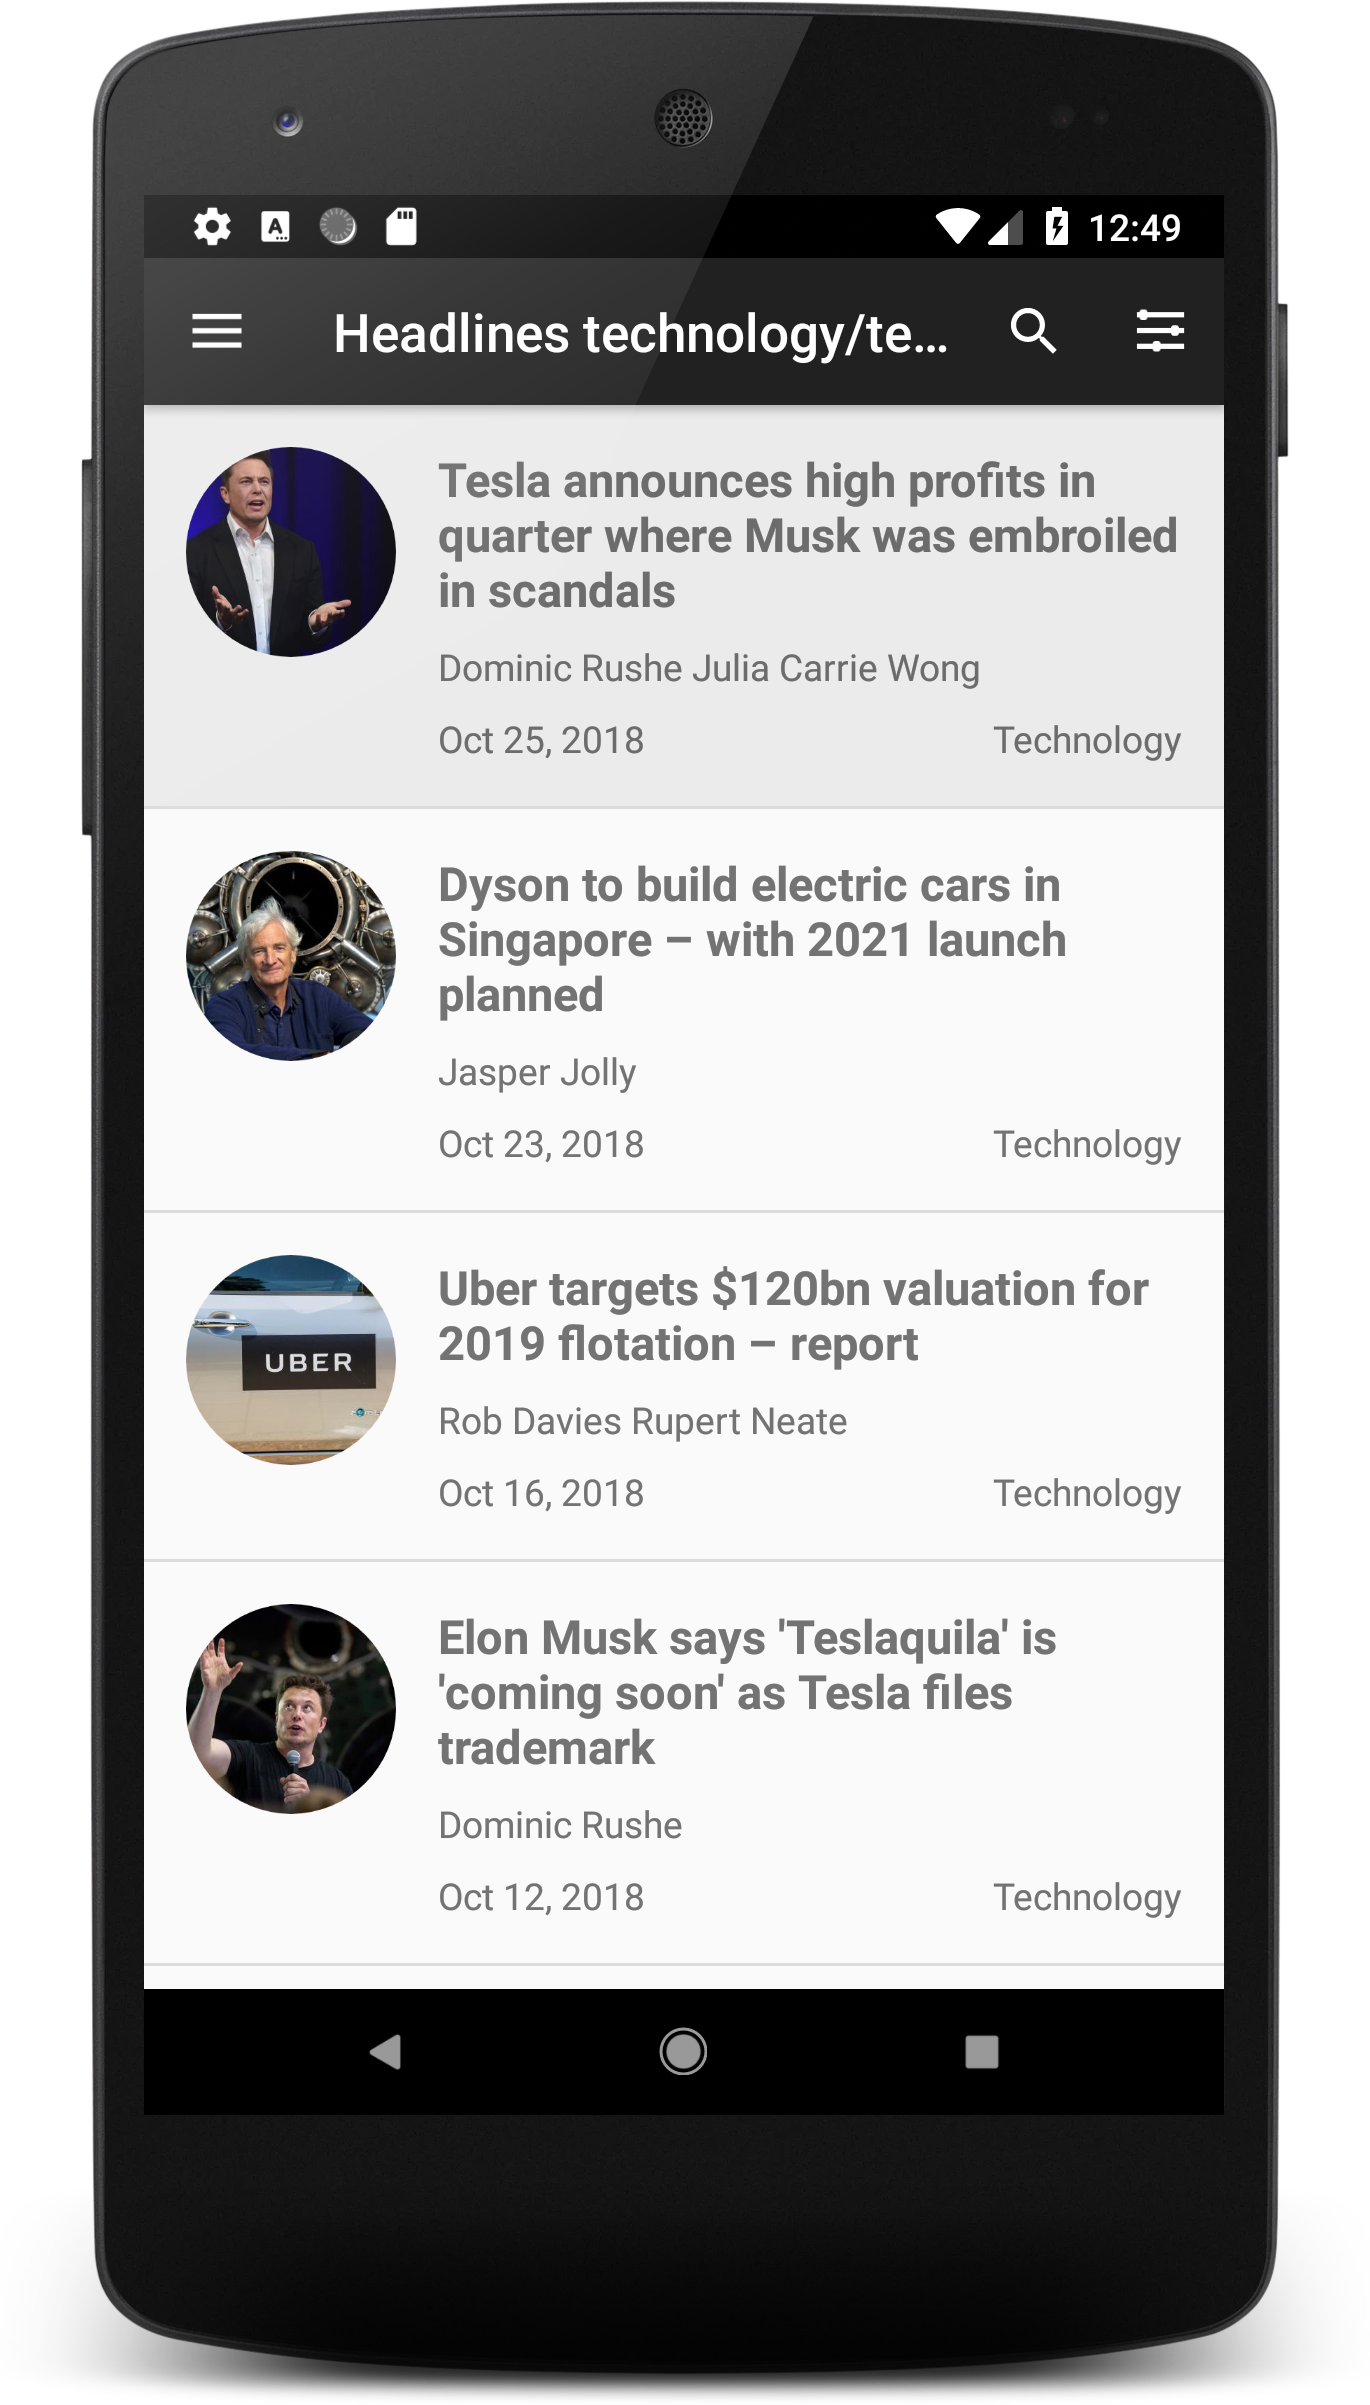 12:49
Headlines technology/te...
Tesla announces high profits in
quarter where Musk was embroiled
in scandals
Dominic Rushe Julia Carrie Wong
Oct 25, 2018 Technology
Dyson to build electric cars in
Singapore – with 2021 launch
planned
Jasper Jolly
Oct 23, 2018 Technology
UBER
Uber targets $120bn valuation for
2019 flotation – report
Rob Davies Rupert Neate
Oct 16, 2018 Technology
Elon Musk says 'Teslaquila' is
'coming soon' as Tesla files
trademark
Dominic Rushe
Oct 12, 2018 Technology